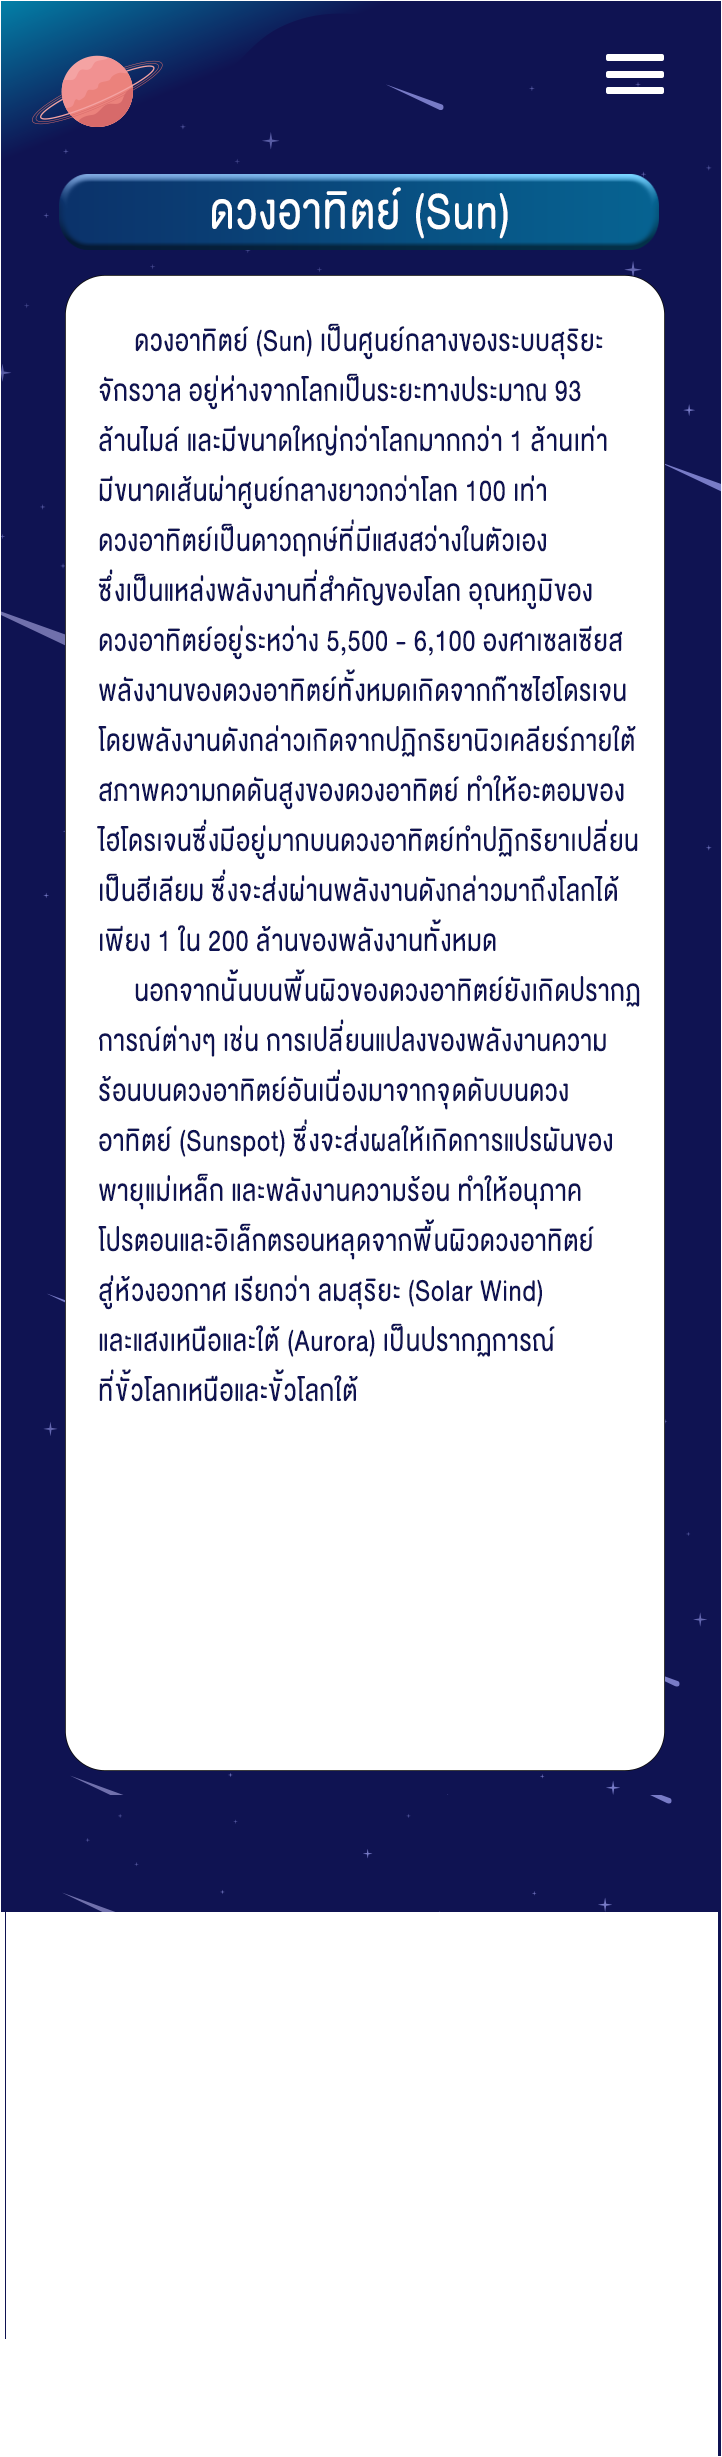 ดวงอาทิตย์ (Sun)
ดวงอาทิตย์ (Sun) เป็นศูนย์กลางของระบบสุริยะ
จักรวาล อยู่ห่างจากโลกเป็นระยะทางประมาณ 93
ล้านไมล์ และมีขนาดใหญ่กว่าโลกมากกว่า 1 ล้านเท่า
มีขนาดเส้นผ่าศูนย์กลางยาวกว่าโลก 100 เท่า
ดวงอาทิตย์เป็นดาวฤกษ์ที่มีแสงสว่างในตัวเอง
ซึ่งเป็นแหล่งพลังงานที่สำคัญของโลก อุณหภูมิของ
ดวงอาทิตย์อยู่ระหว่าง 5,500 - 6,100 องศาเซลเซียส
พลังงานของดวงอาทิตย์ทั้งหมดเกิดจากก๊าซไฮโดรเจน
โดยพลังงานดังกล่าวเกิดจากปฏิกริยานิวเคลียร์ภายใต้
สภาพความกดดันสูงของดวงอาทิตย์ ทำให้อะตอมของ
ไฮโดรเจนซึ่งมีอยู่มากบนดวงอาทิตย์ทำปฏิกริยาเปลี่ยน
เป็นฮีเลียม ซึ่งจะส่งผ่านพลังงานดังกล่าวมาถึงโลกได้
เพียง 1 ใน 200 ล้านของพลังงานทั้งหมด
นอกจากนั้นบนพื้นผิวของดวงอาทิตย์ยังเกิดปรากฏ
การณ์ต่างๆ เช่น การเปลี่ยนแปลงของพลังงานความ
ร้อนบนดวงอาทิตย์อันเนื่องมาจากจุดดับบนดวง
อาทิตย์ (Sunspot) ซึ่งจะส่งผลให้เกิดการแปรผันของ
พายุแม่เหล็ก และพลังงานความร้อน ทำให้อนุภาค
โปรตอนและอิเล็กตรอนหลุดจากพื้นผิวดวงอาทิตย์
สู่ห้วงอวกาศ เรียกว่า ลมสุริยะ (Solar Wind)
และแสงเหนือและใต้ (Aurora) เป็นปรากฏการณ์
ที่ขั้วโลกเหนือและขั้วโลกใต้